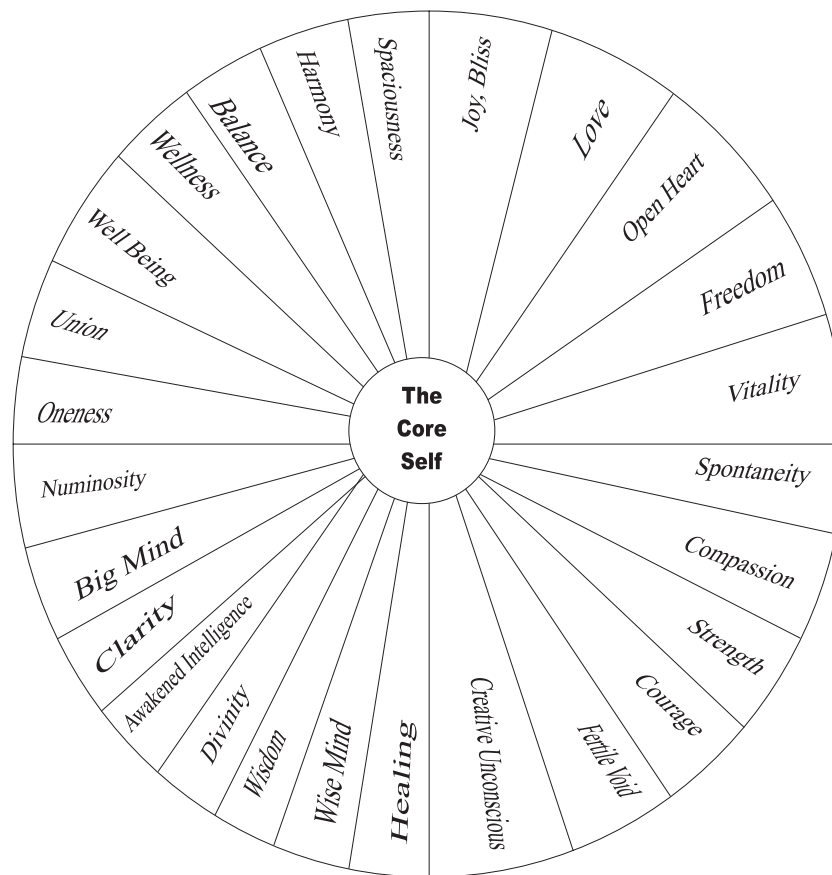 The
Core
Self
Joy, Bliss
Love
Open Heart
Freedom
Vitality
Spontaneity
Compassion
Strength
Courage
Fertile Void
Creative Unconscious
Healing
Wise Mind
Wisdom
Divinity
Awakened Intelligence
Clarity
Big Mind
Numinosity
Oneness
Union
Well Being
Wellness
Balance
Harmony
Spaciousness